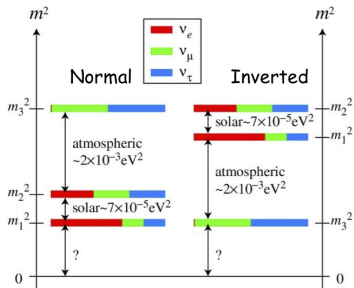 m² m²
νe
νμ
ντ
Normal Inverted
m₃² m₂²
solar~7×10⁻⁵eV²
m₁²
atmospheric
~2×10⁻³eV²
atmospheric
~2×10⁻³eV²
m₂²
solar~7×10⁻⁵eV²
m₁² m₃²
? ?
0 0